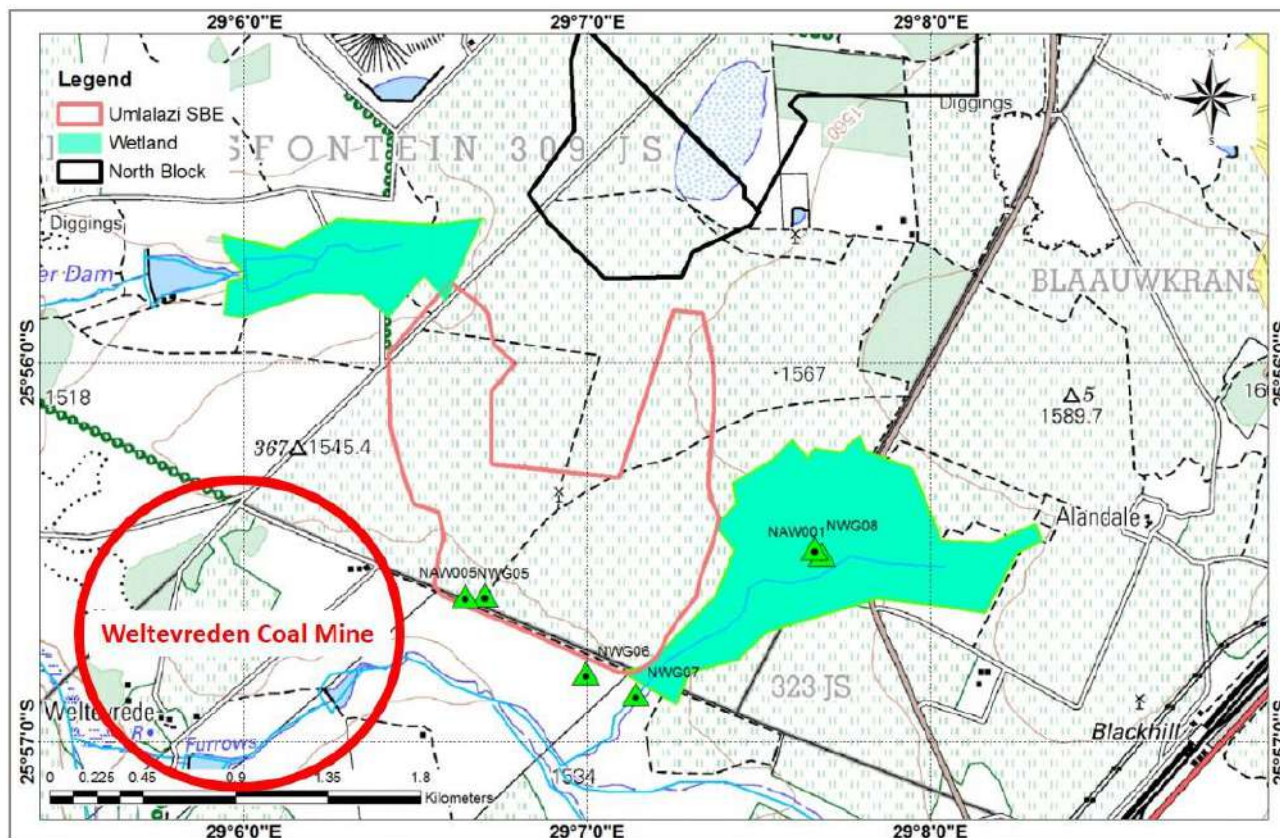 29°6'0"E
29°7'0"E
29°8'0"E
Legend
Umlalazi SBE
Wetland
North Block
SFONTEIN 309 JS
Diggings
1560
Diggings
er Dam
BLAAUWKRANS
25°56'0"S
25°56'0"S
1518
367
1545.4
1567
5
1589.7
Alandale
NAW001
NWG08
NAW005
NWG05
Weltevreden Coal Mine
NWG06
NWG07
323 JS
Weltevrede
R
Furrows
Blackhill
25°57'0"S
25°57'0"S
1534
0 0.225 0.45 0.9 1.35 1.8
Kilometers
29°6'0"E
29°7'0"E
29°8'0"E